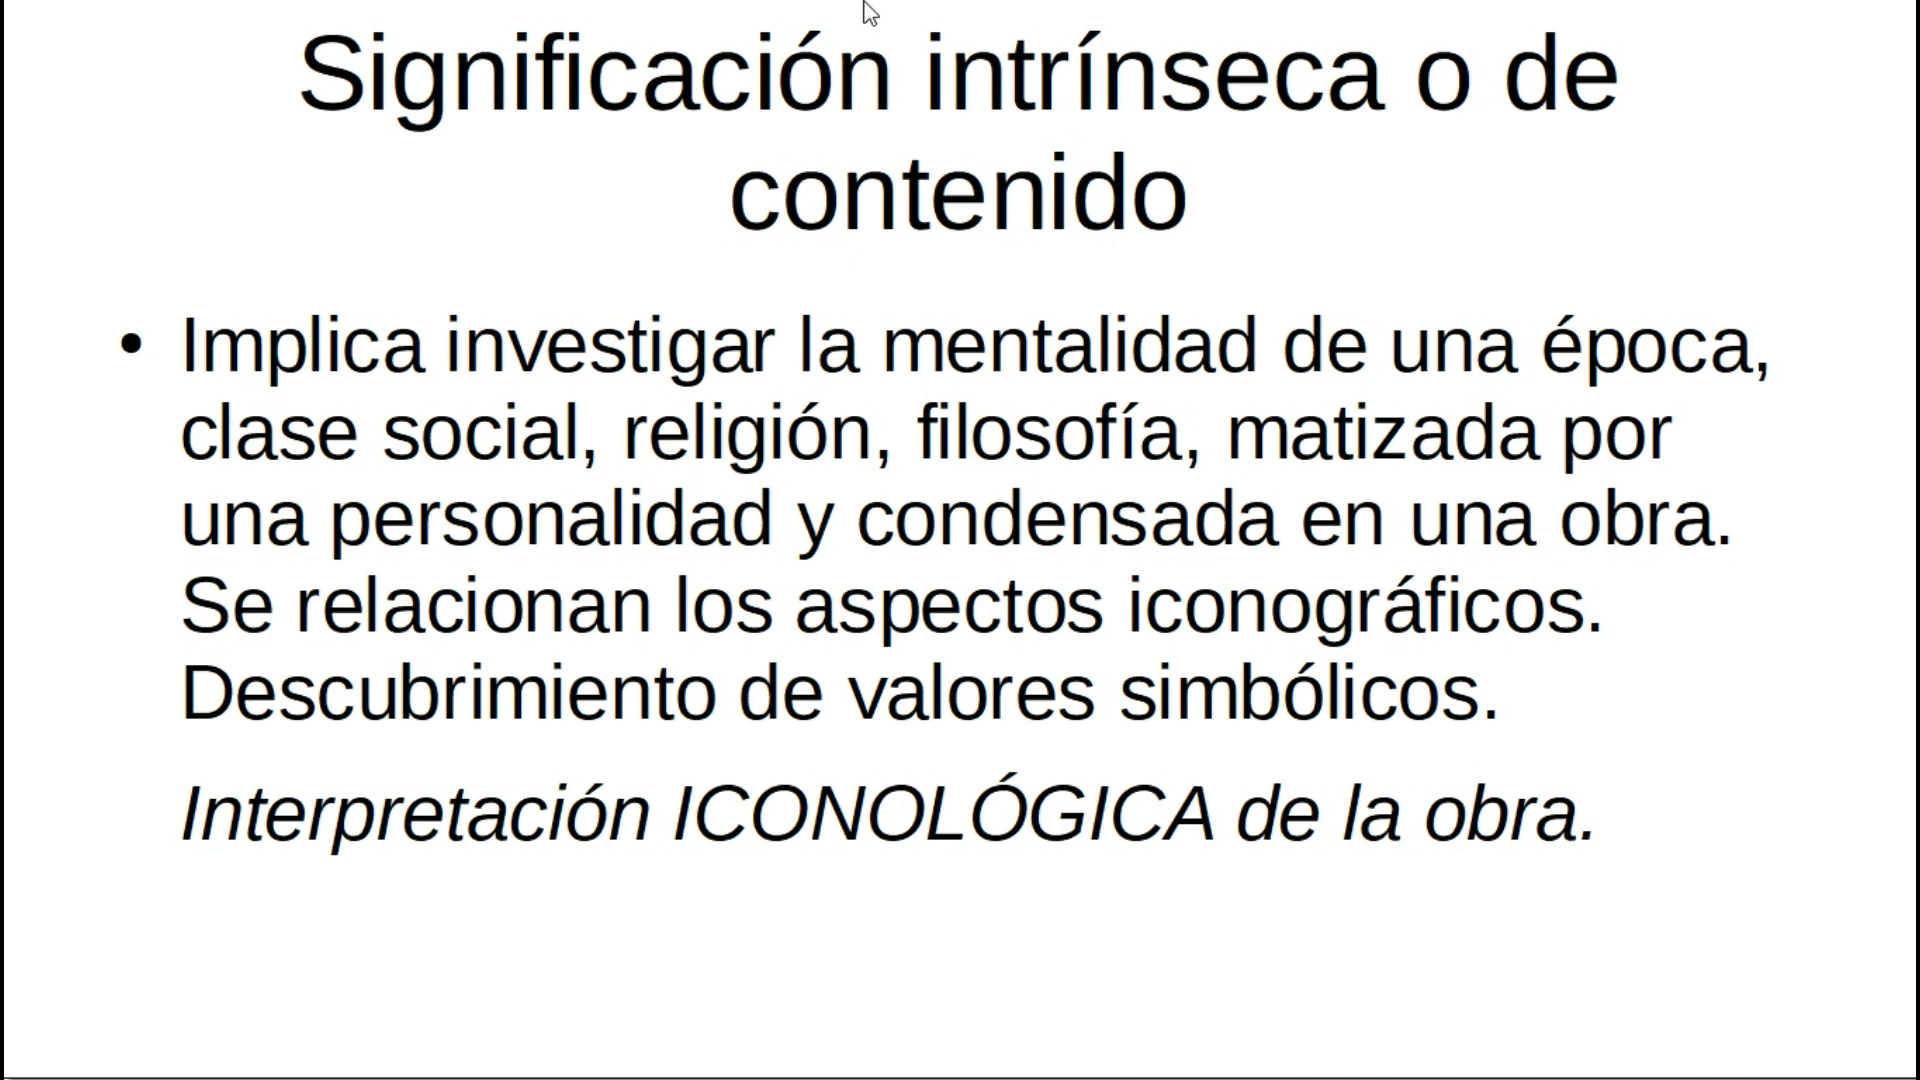 Significación intrínseca o de
contenido
• Implica investigar la mentalidad de una época,
clase social, religión, filosofía, matizada por
una personalidad y condensada en una obra.
Se relacionan los aspectos iconográficos.
Descubrimiento de valores simbólicos.
Interpretación ICONOLÓGICA de la obra.